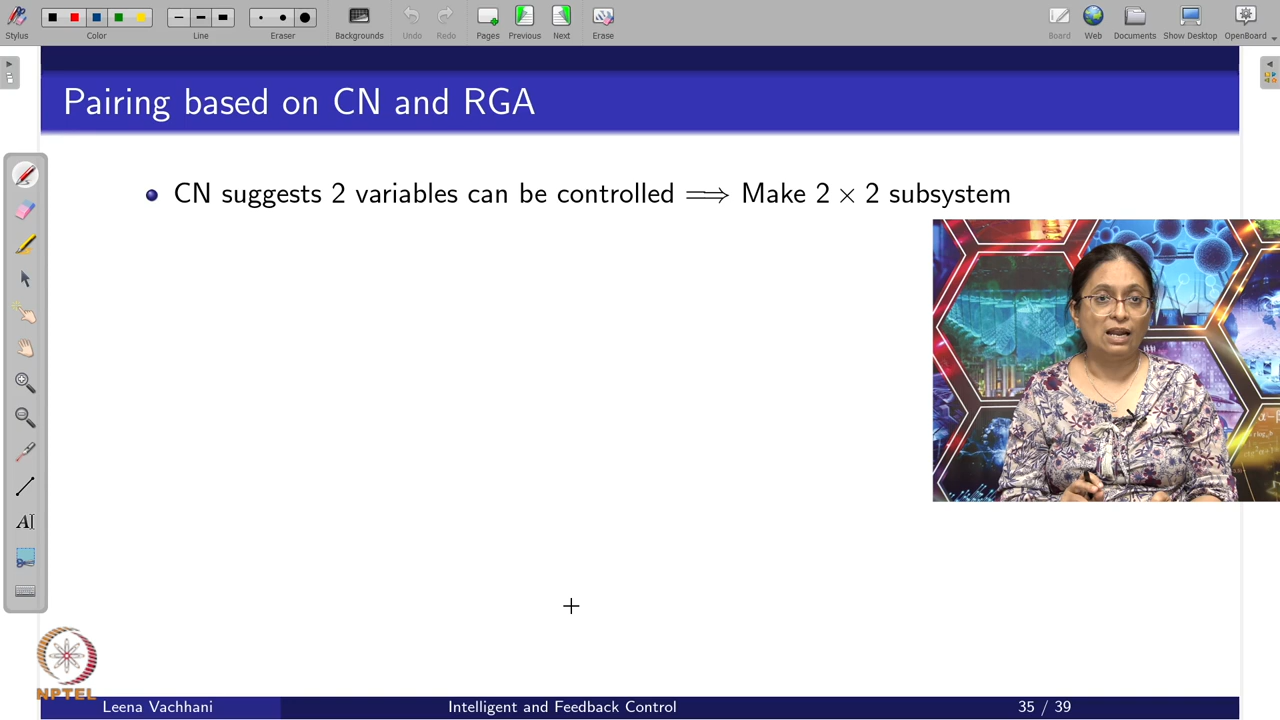 Stylus Color Line Eraser Backgrounds Undo Redo Pages Previous Next Erase Board Web Documents Show Desktop OpenBoard
Pairing based on CN and RGA
CN suggests 2 variables can be controlled ⟹ Make 2 × 2 subsystem
AI
NPTEL
Leena Vachhani Intelligent and Feedback Control 35 / 39